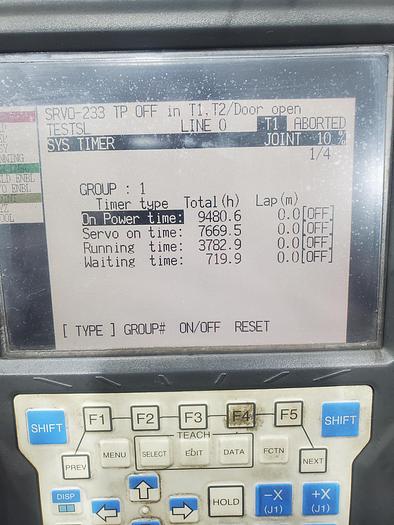 SRVO-233 TP OFF in T1,T2/Door open
TESTSL LINE 0 T1 ABORTED
SYS TIMER JOINT 10 %
1/4
GROUP : 1
Timer type Total(h) Lap(m)
On Power time: 9480.6 0.0[OFF]
Servo on time: 7669.5 0.0[OFF]
Running time: 3782.9 0.0[OFF]
Waiting time: 719.9 0.0[OFF]
[ TYPE ] GROUP# ON/OFF RESET
SHIFT F1 F2 F3 F4 F5 SHIFT
TEACH
PREV MENU SELECT EDIT DATA FCTN NEXT
DISP HOLD -X (J1) +X (J1)